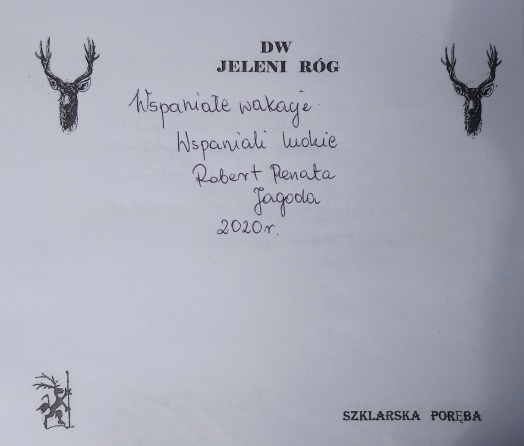 DW
JELENI RÓG
Wspaniałe wakacje
Wspaniali ludzie
Robert Renata
Jagoda
2020r.
SZKLARSKA PORĘBA